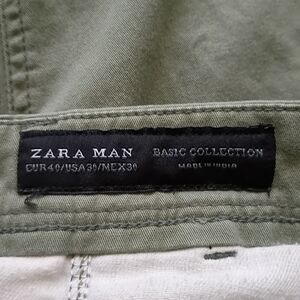 ZARA MAN BASIC COLLECTION
EUR40/USA30/MEX30 MADE IN INDIA